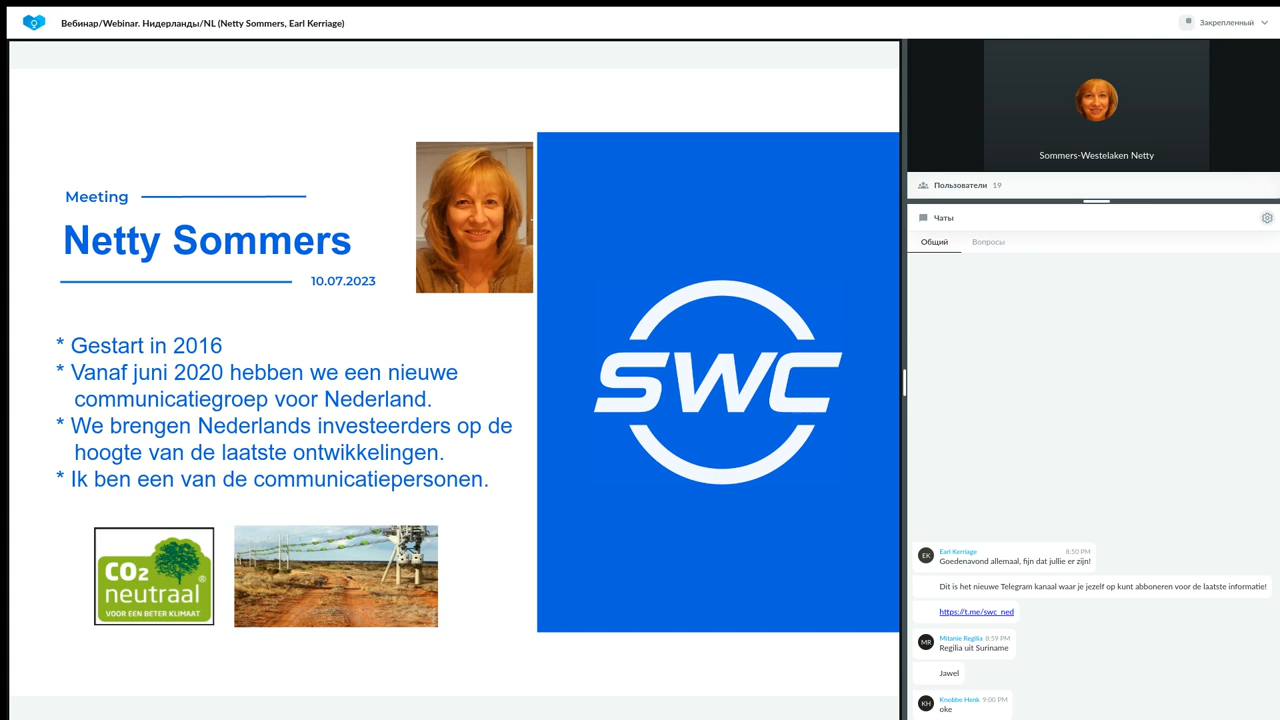 Вебинар/Webinar. Нидерланды/NL (Netty Sommers, Earl Kerriage)
Закрепленный
Meeting
Netty Sommers
10.07.2023
* Gestart in 2016
* Vanaf juni 2020 hebben we een nieuwe
communicatiegroep voor Nederland.
* We brengen Nederlands investeerders op de
hoogte van de laatste ontwikkelingen.
* Ik ben een van de communicatiepersonen.
CO2
neutraal®
VOOR EEN BETER KLIMAAT
SWC
Sommers-Westelaken Netty
Пользователи 19
Чаты
Общий Вопросы
EK Earl Kerriage 8:50 PM
Goedenavond allemaal, fijn dat jullie er zijn!
Dit is het nieuwe Telegram kanaal waar je jezelf op kunt abboneren voor de laatste informatie!
https://t.me/swc_ned
MR Mitanie Regilia 8:59 PM
Regilia uit Suriname
Jawel
KH Knobbe Henk 9:00 PM
oke